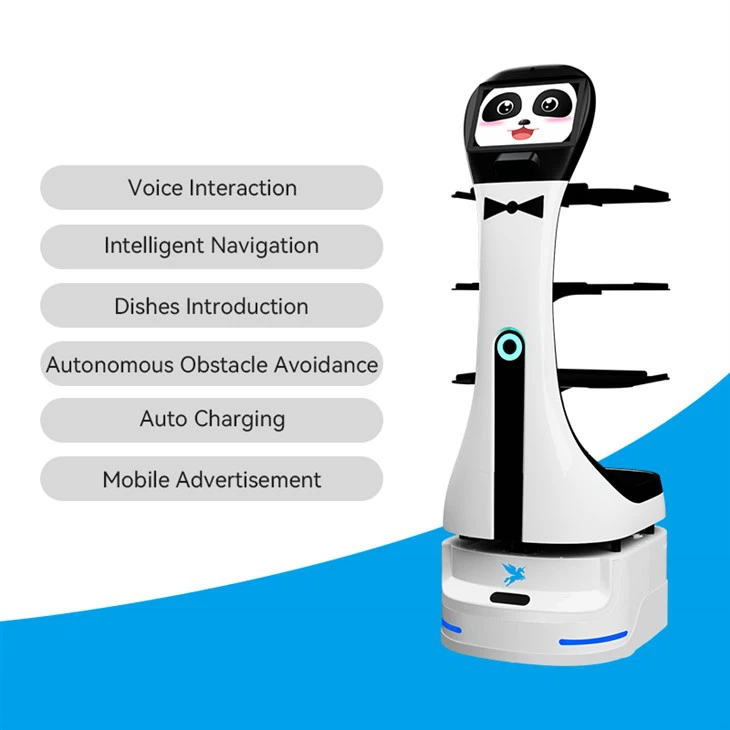 Voice Interaction
Intelligent Navigation
Dishes Introduction
Autonomous Obstacle Avoidance
Auto Charging
Mobile Advertisement